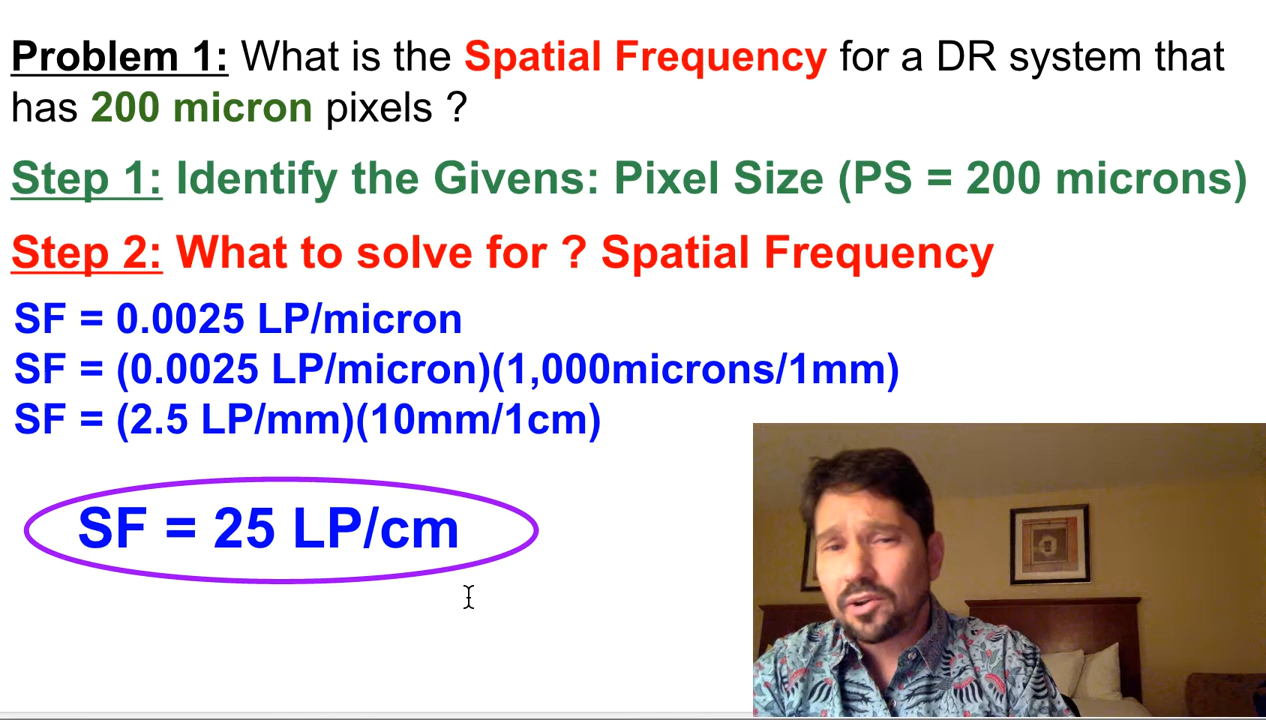 Problem 1: What is the Spatial Frequency for a DR system that
has 200 micron pixels ?
Step 1: Identify the Givens: Pixel Size (PS = 200 microns)
Step 2: What to solve for ? Spatial Frequency
SF = 0.0025 LP/micron
SF = (0.0025 LP/micron)(1,000microns/1mm)
SF = (2.5 LP/mm)(10mm/1cm)
SF = 25 LP/cm